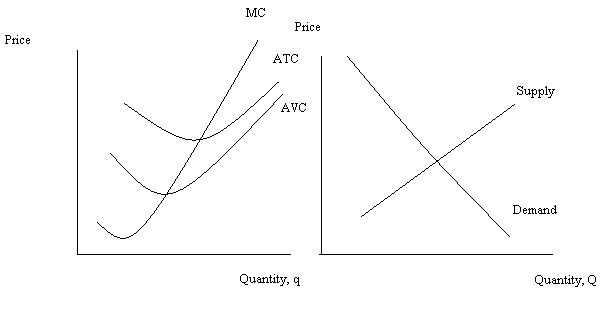 MC
Price
Price
ATC
AVC
Supply
Demand
Quantity, q
Quantity, Q